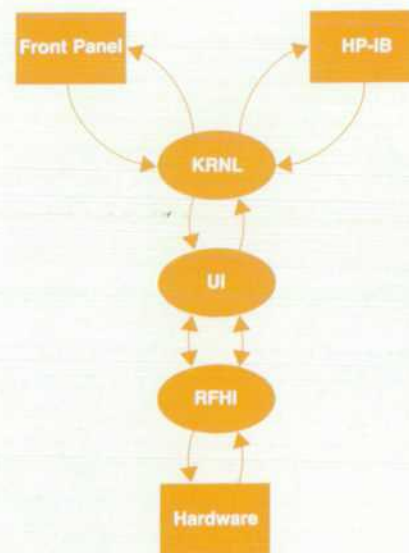 Front Panel
HP-IB
KRNL
UI
RFHI
Hardware